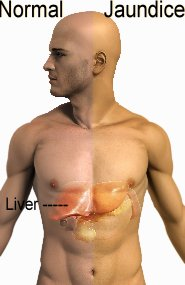 Normal Jaundice
Liver -----